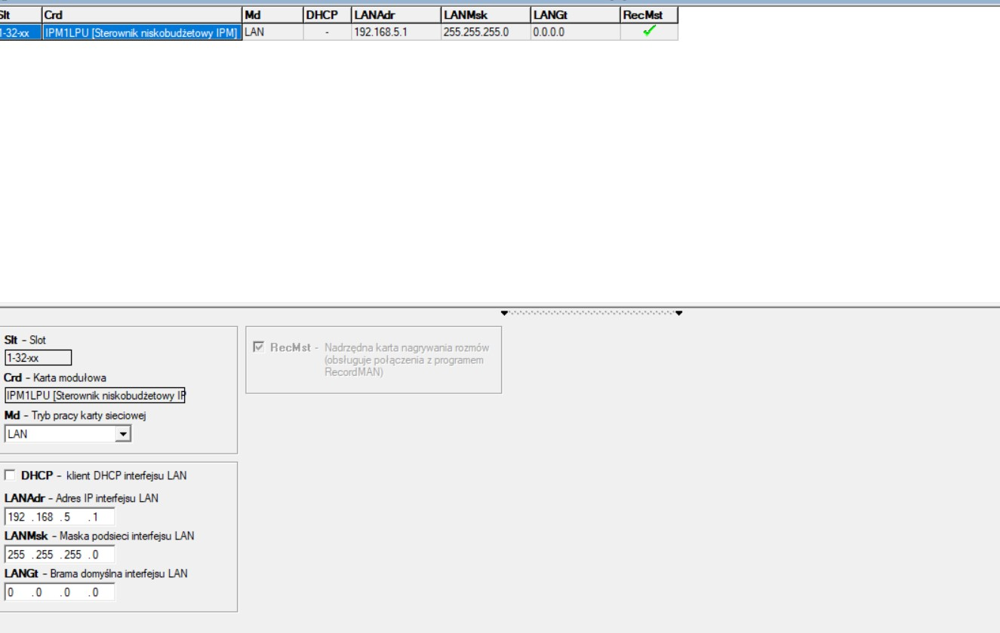 Slt Crd Md DHCP LANAdr LANMsk LANGt RecMst
1-32-xx IPM1LPU [Sterownik niskobudżetowy IPM] LAN - 192.168.5.1 255.255.255.0 0.0.0.0
Slt - Slot
1-32-xx
Crd - Karta modułowa
IPM1LPU [Sterownik niskobudżetowy IP
Md - Tryb pracy karty sieciowej
LAN
RecMst - Nadrzędna karta nagrywania rozmów
(obsługuje połączenia z programem
RecordMAN)
DHCP - klient DHCP interfejsu LAN
LANAdr - Adres IP interfejsu LAN
192 .168 .5 .1
LANMsk - Maska podsieci interfejsu LAN
255 .255 .255 .0
LANGt - Brama domyślna interfejsu LAN
0 .0 .0 .0